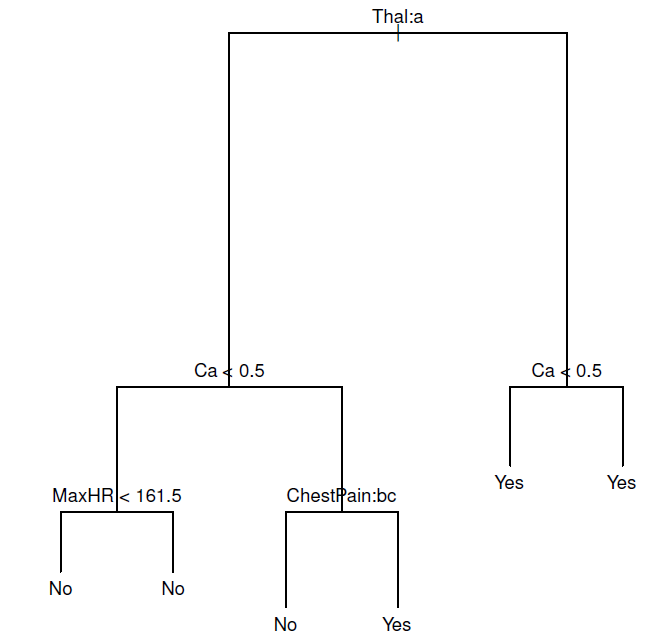 Thal:a
Ca < 0.5
Ca < 0.5
MaxHR < 161.5
ChestPain:bc
Yes
Yes
No
No
No
Yes